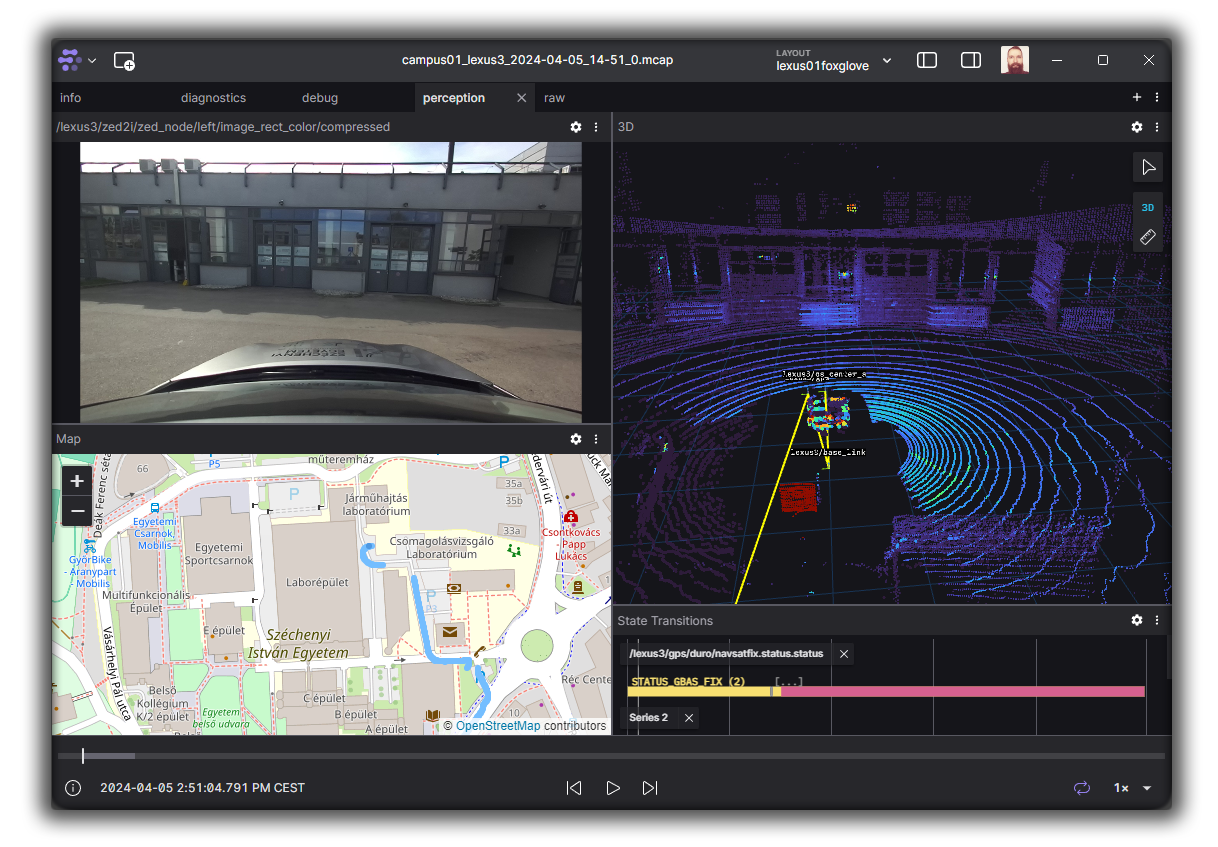 campus01_lexus3_2024-04-05_14-51_0.mcap
LAYOUT
lexus01foxglove
info
diagnostics
debug
perception
raw
/lexus3/zed2i/zed_node/left/image_rect_color/compressed
3D
3D
lexus3/base_link
Map
+
−
66
P5
műteremház
P
P
35a
35b
33a
Deák Ferenc
Járműhajtás
laboratórium
Egyetemi
Csarnok,
Mobilis
Csomagolásvizsgáló
Laboratórium
Csontkovács
- Papp
Lukács
GyőrBike
- Aranypart
- Mobilis
Egyetemi
Sportcsarnok
Laborépület
Multifunkcionális
Épület
P
P3
E épület
Széchenyi
István Egyetem
Vásárhelyi Pál utca
Réc Cente
Belső
Kollégium
K/2 épület
Egyetem
belső udvara
C épület
B épület
A épület
10
© OpenStreetMap contributors
State Transitions
/lexus3/gps/duro/navsatfix.status.status
STATUS_GBAS_FIX (2)
[...]
Series 2
2024-04-05 2:51:04.791 PM CEST
1×